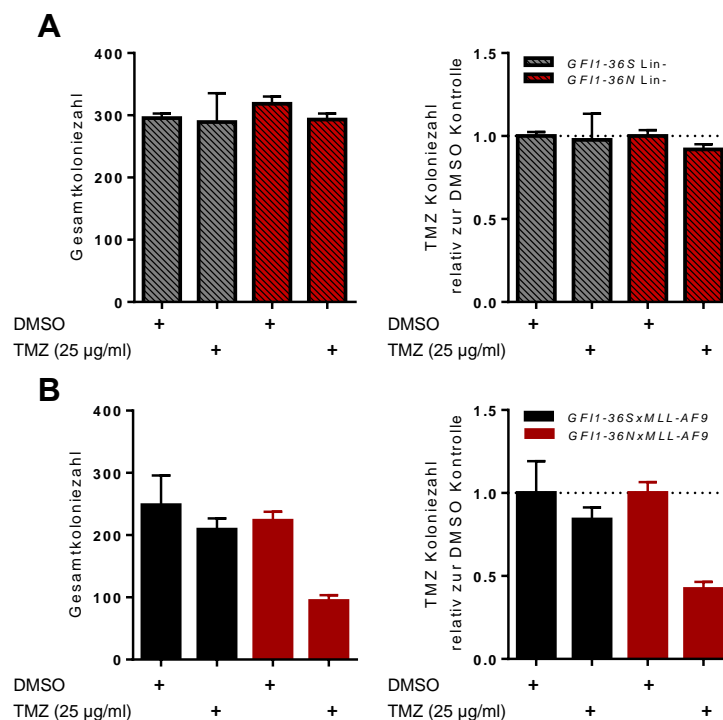 A
Gesamtkoloniezahl
400
300
200
100
0
DMSO + +
TMZ (25 µg/ml) + +
TMZ Koloniezahl
relativ zur DMSO Kontrolle
1.5
1.0
0.5
0.0
GFI1-36S Lin-
GFI1-36N Lin-
DMSO + +
TMZ (25 µg/ml) + +
B
Gesamtkoloniezahl
400
300
200
100
0
DMSO + +
TMZ (25 µg/ml) + +
TMZ Koloniezahl
relativ zur DMSO Kontrolle
1.5
1.0
0.5
0.0
GFI1-36SxMLL-AF9
GFI1-36NxMLL-AF9
DMSO + +
TMZ (25 µg/ml) + +